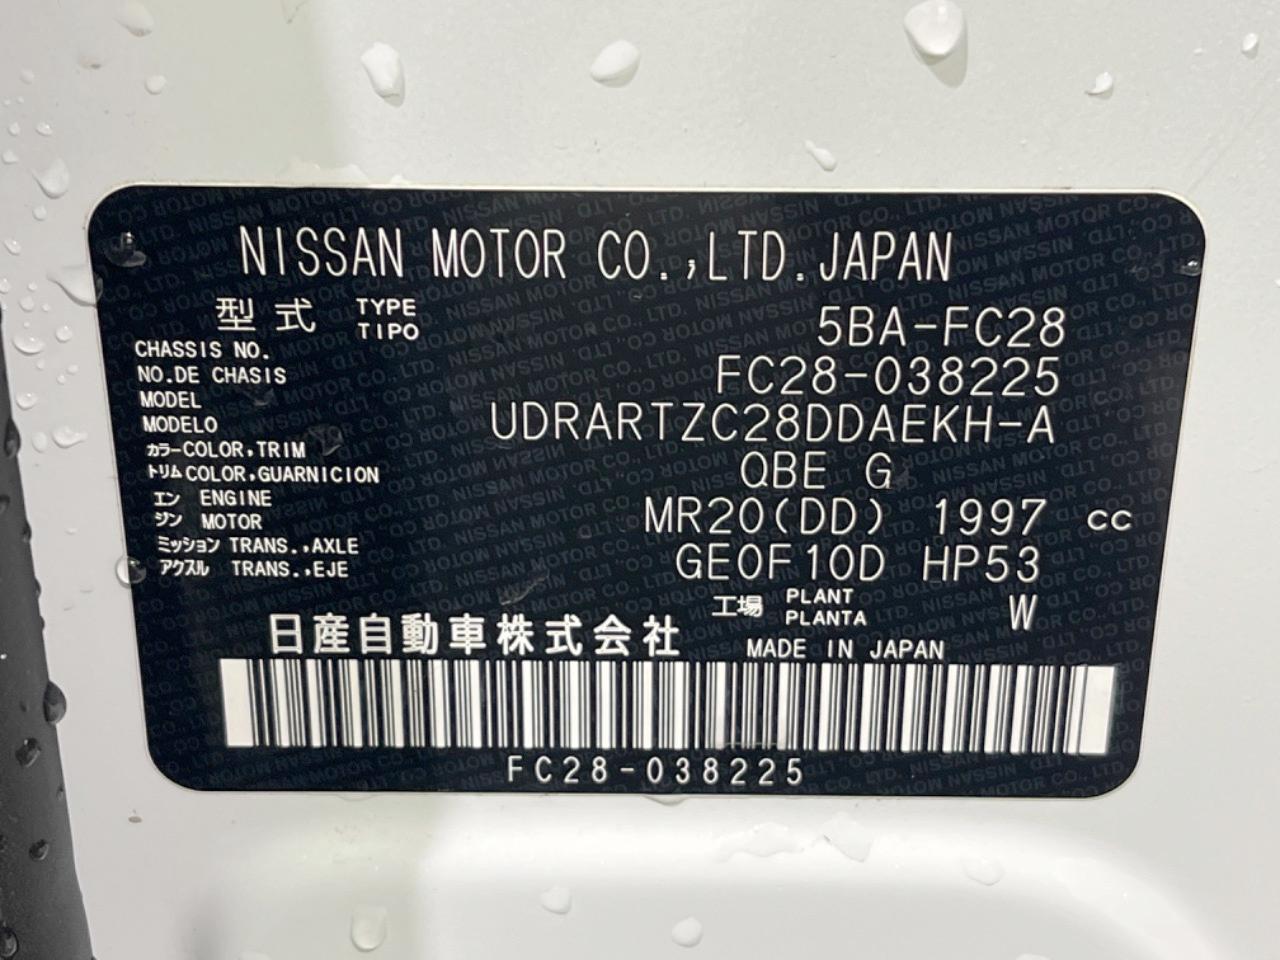 NISSAN MOTOR CO.,LTD.JAPAN
型式 TYPE TIPO 5BA-FC28
CHASSIS NO. NO.DE CHASIS FC28-038225
MODEL MODELO UDRARTZC28DDAEKH-A
カラー COLOR,TRIM トリム COLOR,GUARNICION QBE G
エンジン ENGINE MOTOR MR20(DD) 1997 cc
ミッション TRANS.,AXLE アクスル TRANS.,EJE GE0F10D HP53
工場 PLANT PLANTA W
日産自動車株式会社 MADE IN JAPAN
FC28-038225